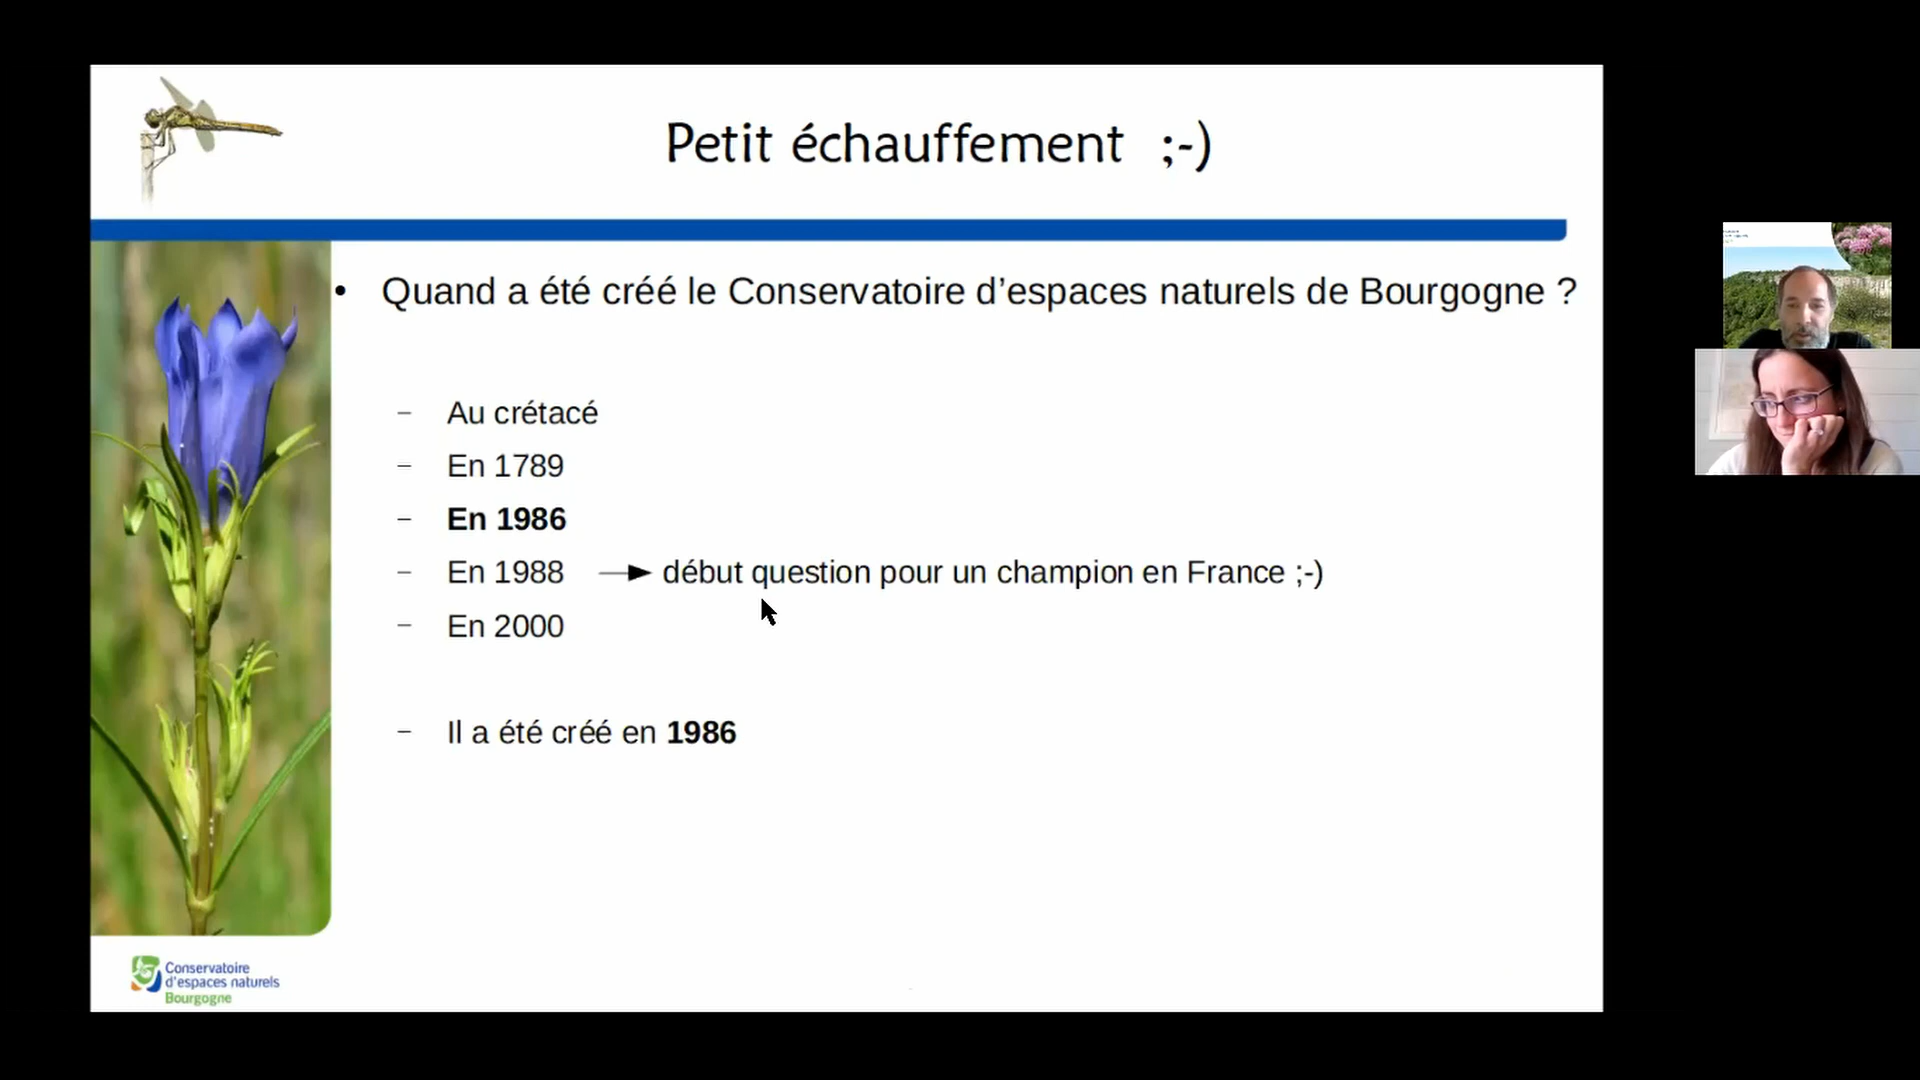 Petit échauffement ;-)
• Quand a été créé le Conservatoire d’espaces naturels de Bourgogne ?
– Au crétacé
– En 1789
– En 1986
– En 1988 → début question pour un champion en France ;-)
– En 2000
– Il a été créé en 1986
Conservatoire
d'espaces naturels
Bourgogne